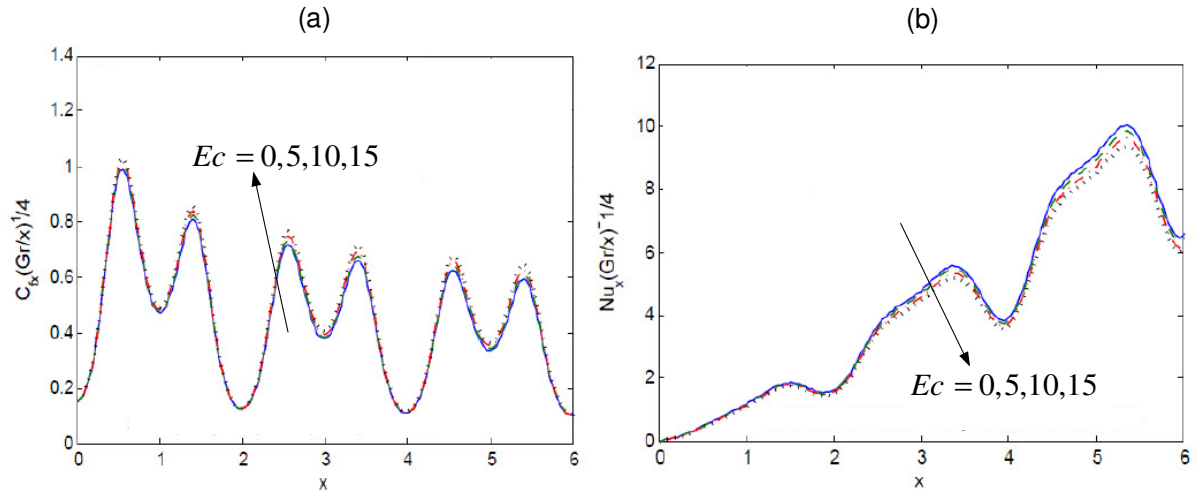 (a)
1.4
1.2
1
0.8
0.6
0.4
0.2
0
C_fx(Gr/x)^1/4
Ec = 0,5,10,15
0 1 2 3 4 5 6
x
(b)
12
10
8
6
4
2
0
Nu_x(Gr/x)^-1/4
Ec = 0,5,10,15
0 1 2 3 4 5 6
x